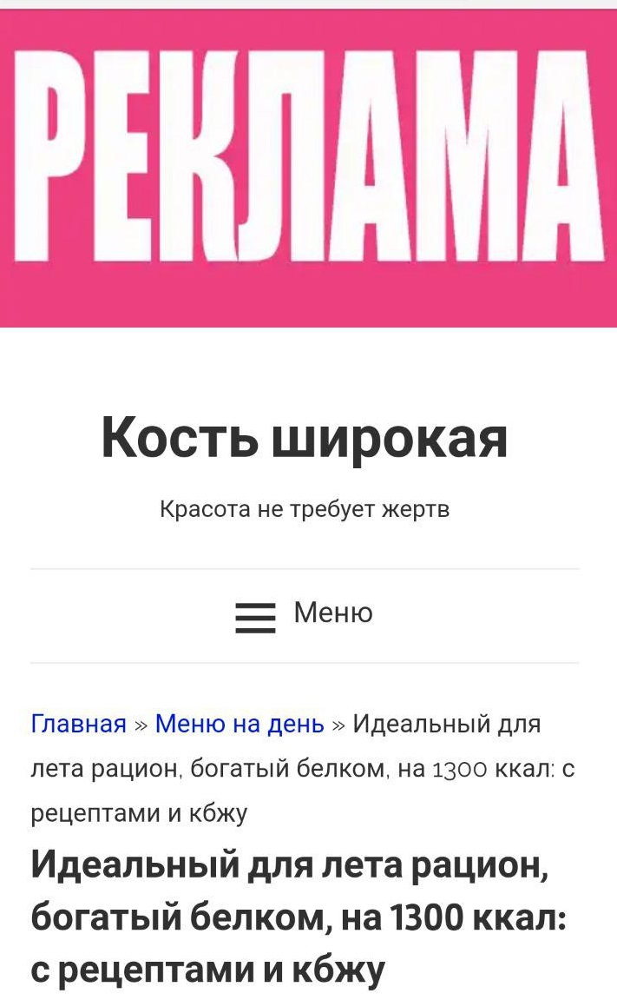 РЕКЛАМА
Кость широкая
Красота не требует жертв
Меню
Главная » Меню на день » Идеальный для
лета рацион, богатый белком, на 1300 ккал: с
рецептами и кбжу
Идеальный для лета рацион,
богатый белком, на 1300 ккал:
с рецептами и кбжу